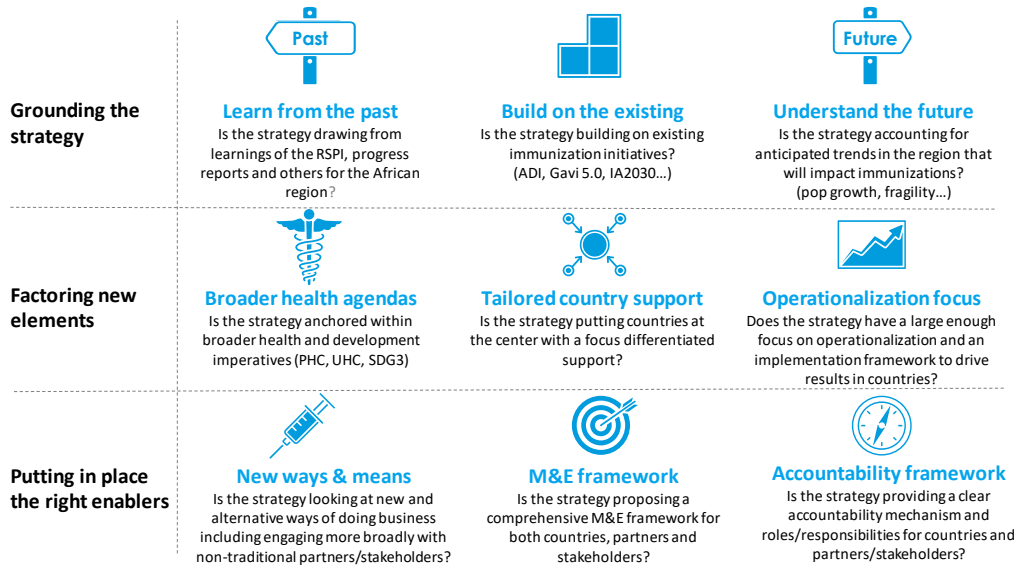 Past
Future
Grounding the
strategy
Learn from the past
Is the strategy drawing from
learnings of the RSPI, progress
reports and others for the African
region?
Build on the existing
Is the strategy building on existing
immunization initiatives?
(ADI, Gavi 5.0, IA2030...)
Understand the future
Is the strategy accounting for
anticipated trends in the region that
will impact immunizations?
(pop growth, fragility...)
Factoring new
elements
Broader health agendas
Is the strategy anchored within
broader health and development
imperatives (PHC, UHC, SDG3)
Tailored country support
Is the strategy putting countries at
the center with a focus differentiated
support?
Operationalization focus
Does the strategy have a large enough
focus on operationalization and an
implementation framework to drive
results in countries?
Putting in place
the right enablers
New ways & means
Is the strategy looking at new and
alternative ways of doing business
including engaging more broadly with
non-traditional partners/stakeholders?
M&E framework
Is the strategy proposing a
comprehensive M&E framework for
both countries, partners and
stakeholders?
Accountability framework
Is the strategy providing a clear
accountability mechanism and
roles/responsibilities for countries and
partners/stakeholders?